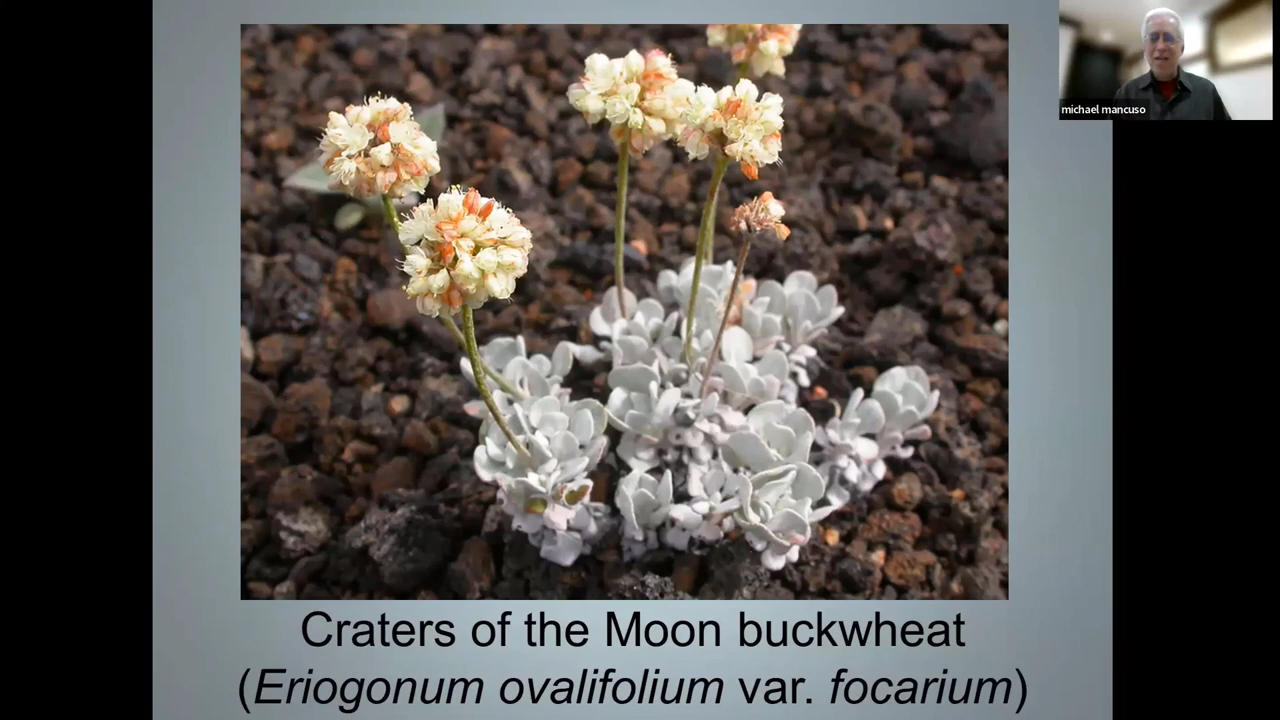 michael mancuso
Craters of the Moon buckwheat
(Eriogonum ovalifolium var. focarium)